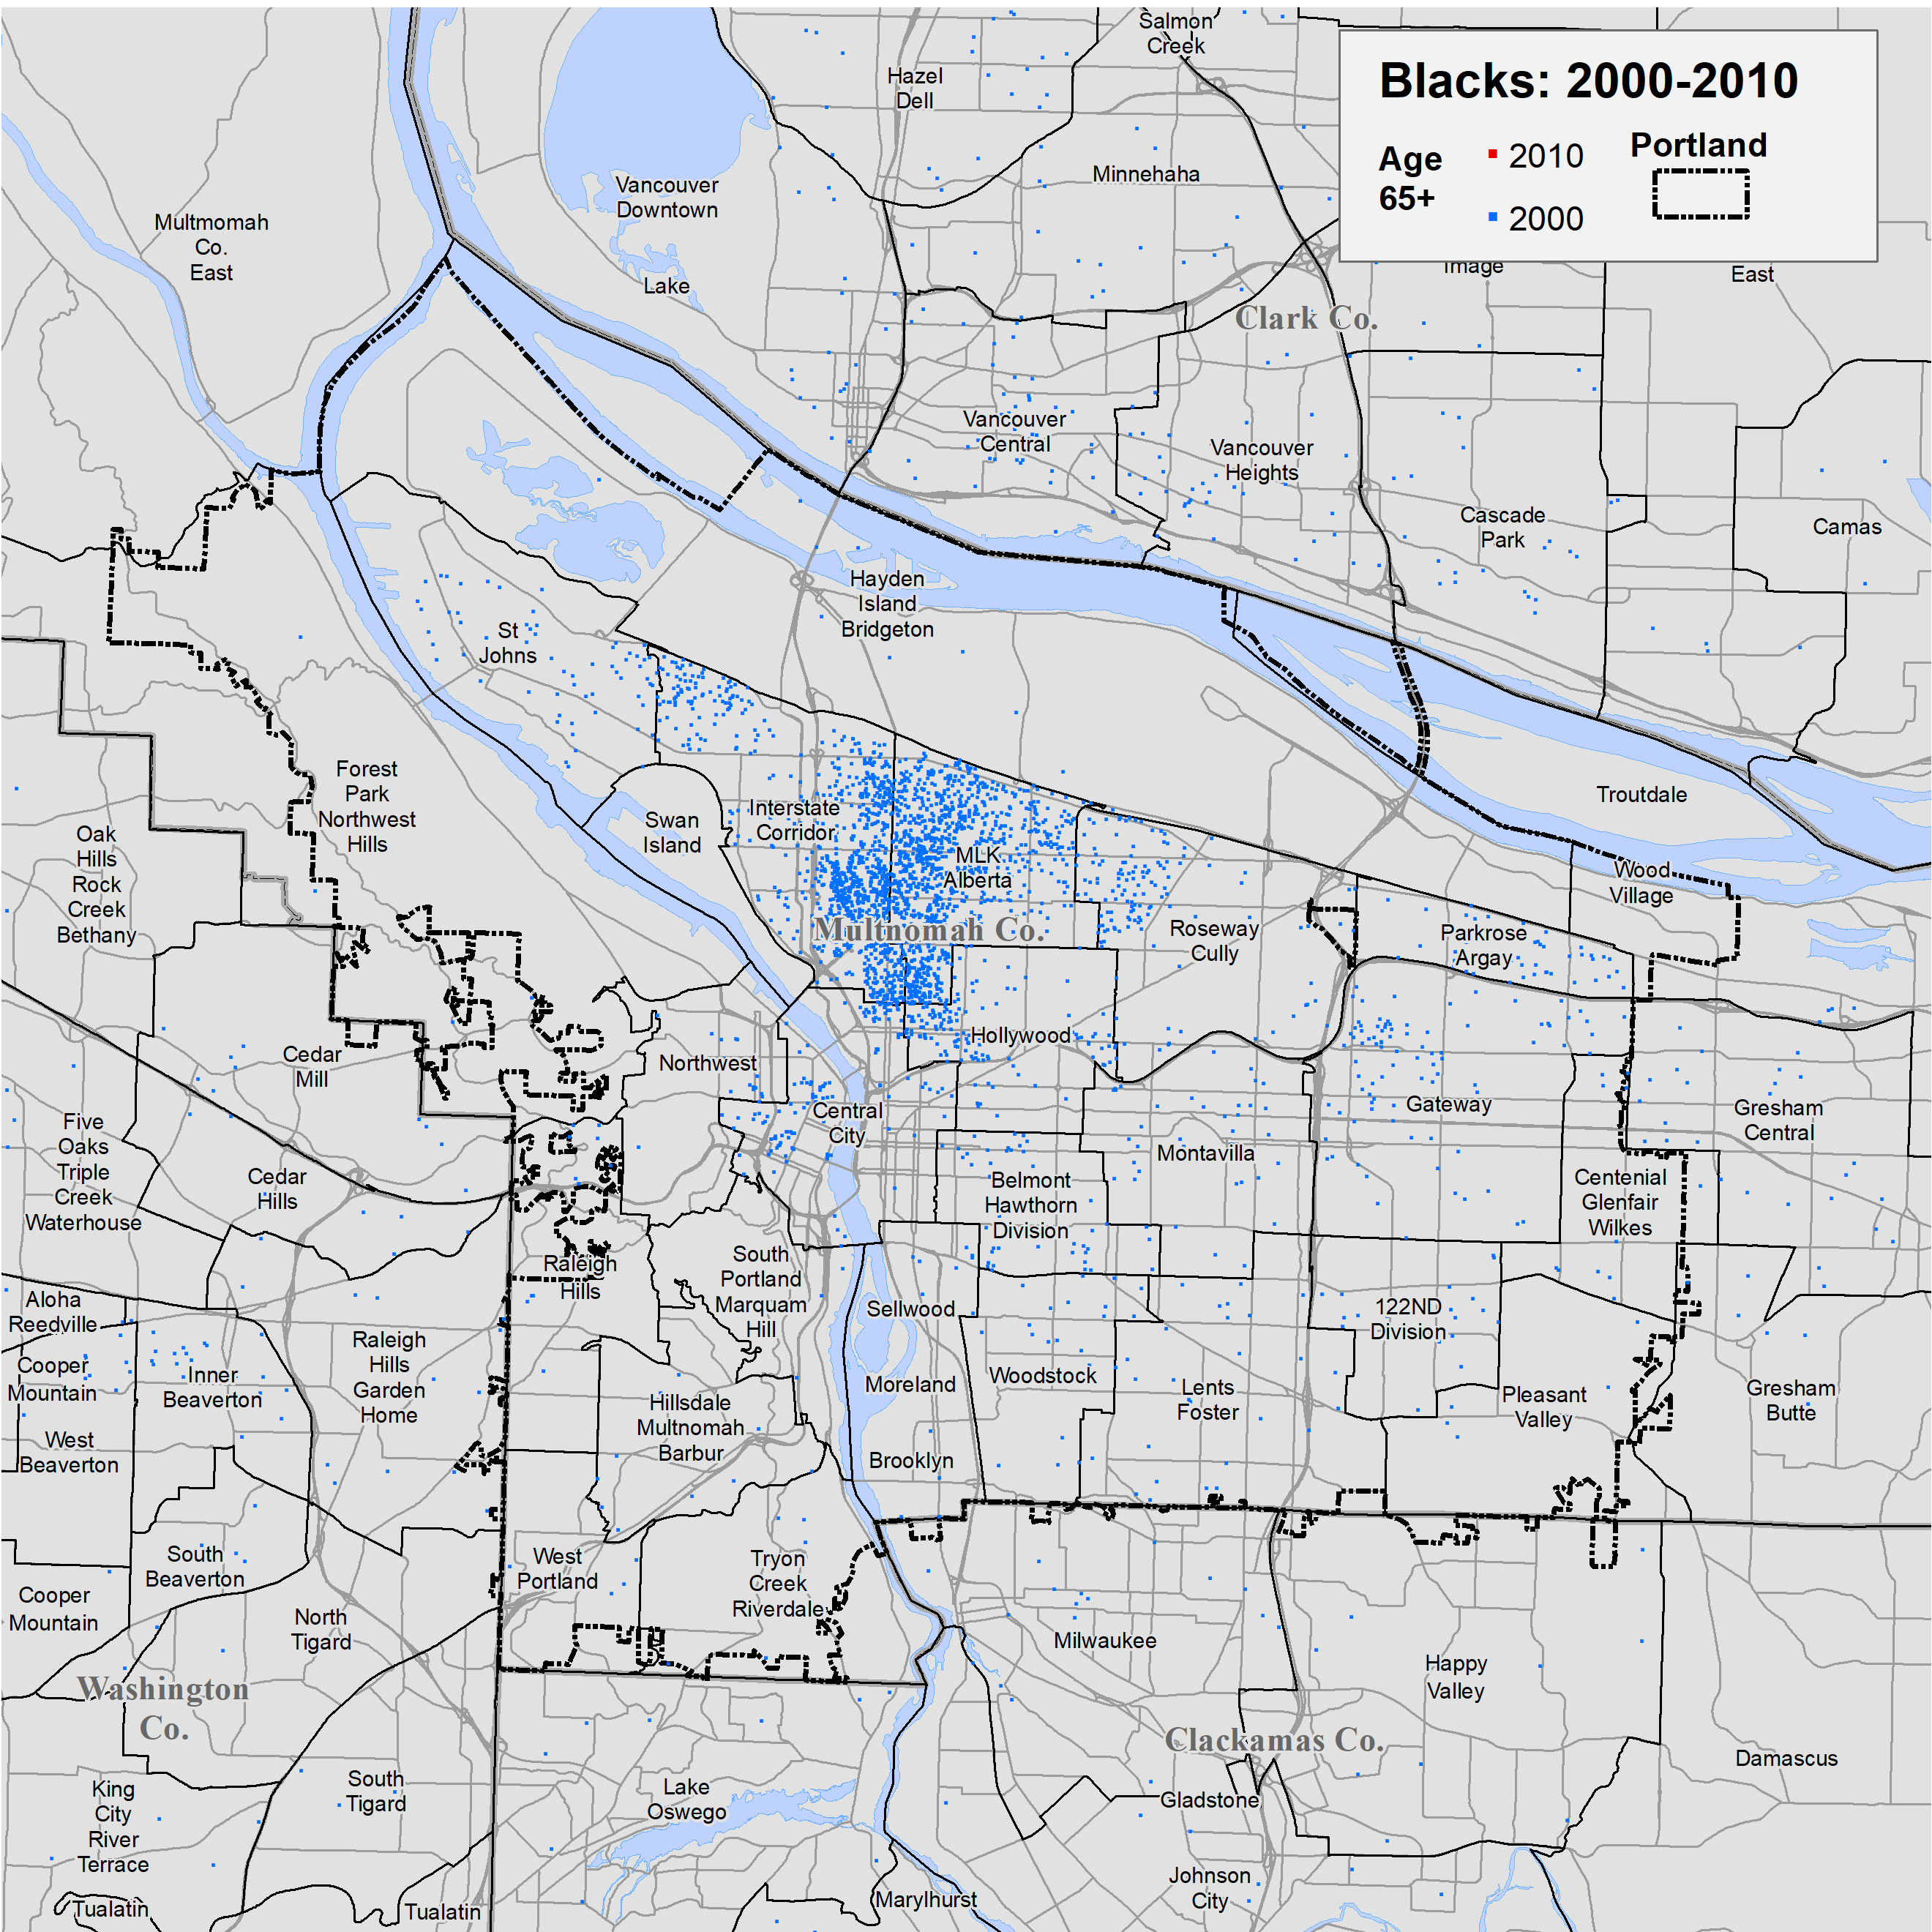 Salmon
Creek
Hazel
Dell
Blacks: 2000-2010
Age
65+
2010
2000
Portland
Minnehaha
Vancouver
Downtown
Lake
Multmomah
Co.
East
Image
East
Clark Co.
Vancouver
Central
Vancouver
Heights
Cascade
Park
Camas
Hayden
Island
Bridgeton
St
Johns
Forest
Park
Northwest
Hills
Swan
Island
Interstate
Corridor
MLK
Alberta
Multnomah Co.
Troutdale
Wood
Village
Oak
Hills
Rock
Creek
Bethany
Roseway
Cully
Parkrose
Argay
Hollywood
Northwest
Central
City
Cedar
Mill
Gateway
Gresham
Central
Five
Oaks
Triple
Creek
Waterhouse
Cedar
Hills
Montavilla
Belmont
Hawthorn
Division
Centenial
Glenfair
Wilkes
Raleigh
Hills
South
Portland
Marquam
Hill
Sellwood
Moreland
Brooklyn
122ND
Division
Aloha
Reedville
Cooper
Mountain
Inner
Beaverton
Raleigh
Hills
Garden
Home
Woodstock
Lents
Foster
Pleasant
Valley
Gresham
Butte
Hillsdale
Multnomah
Barbur
West
Beaverton
South
Beaverton
Cooper
Mountain
North
Tigard
West
Portland
Tryon
Creek
Riverdale
Milwaukee
Happy
Valley
Washington
Co.
Clackamas Co.
Damascus
King
City
River
Terrace
South
Tigard
Lake
Oswego
Gladstone
Johnson
City
Tualatin
Tualatin
Marylhurst